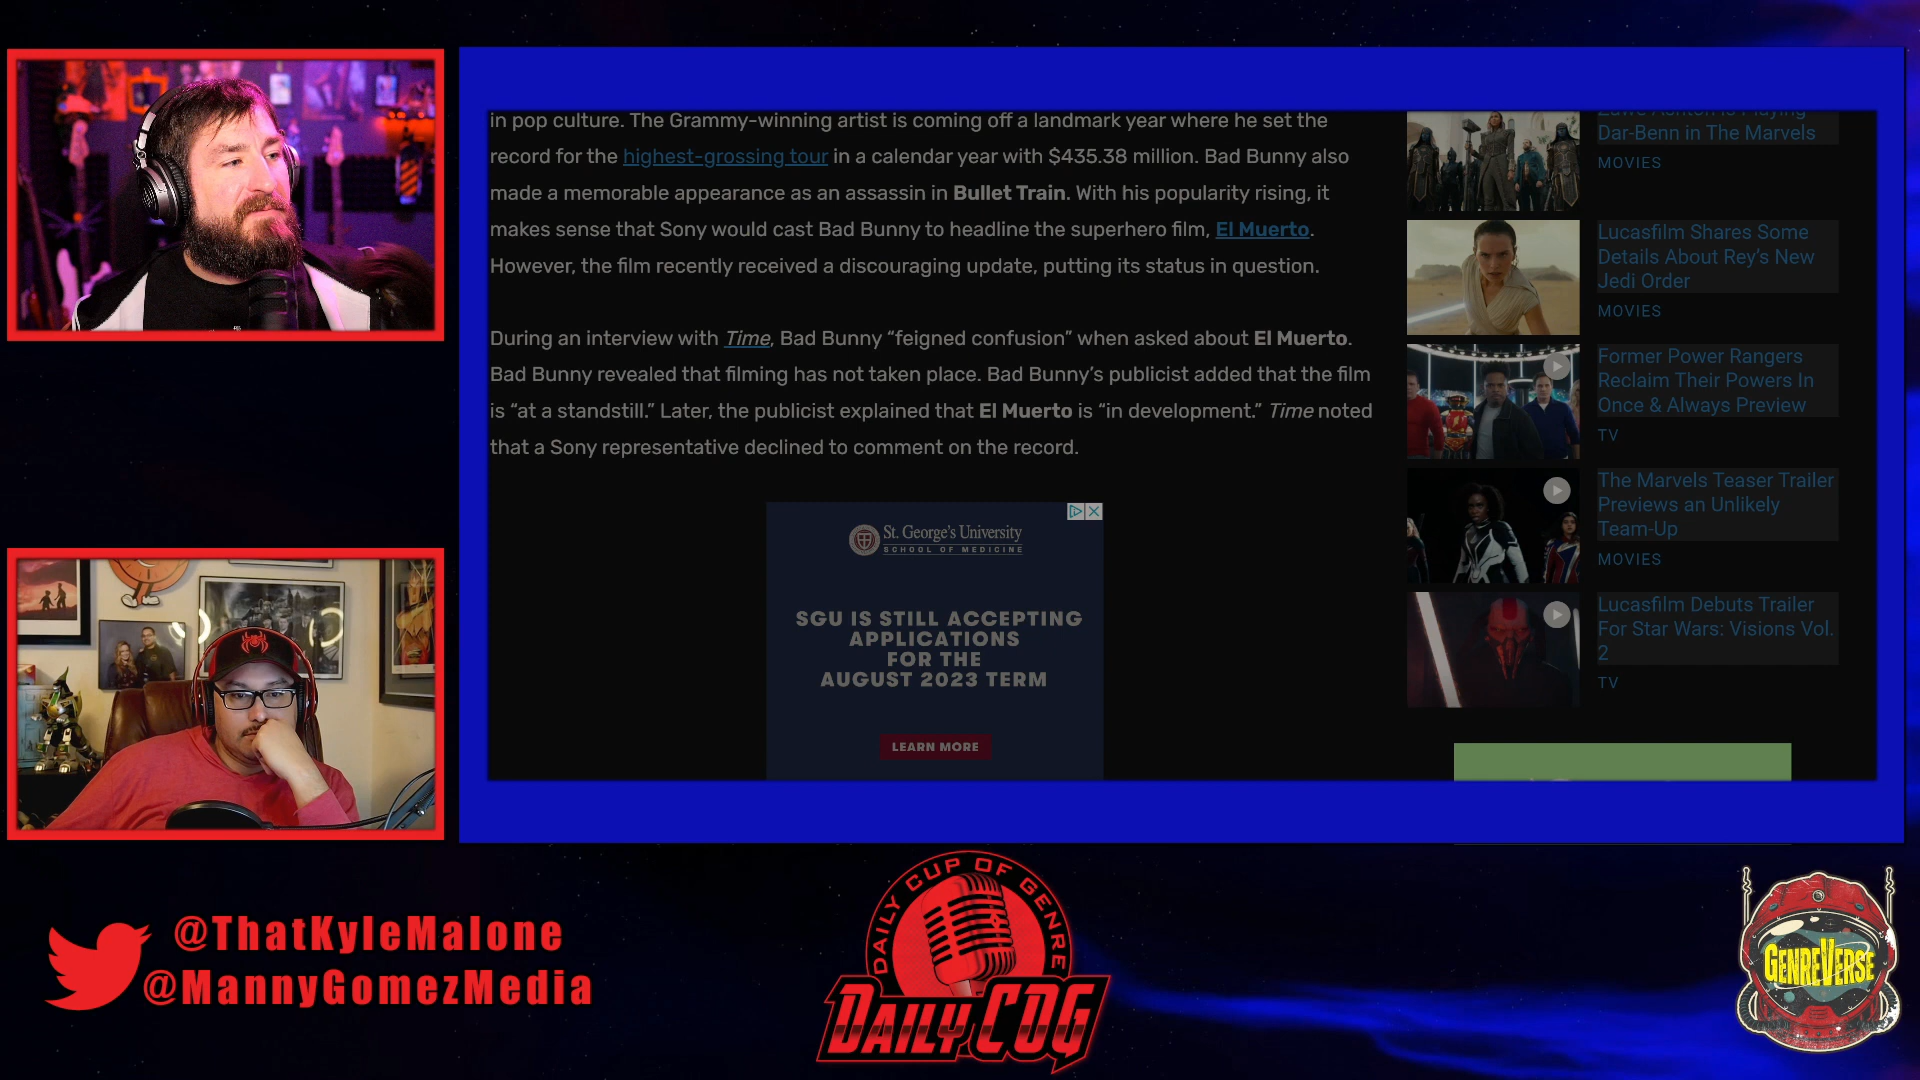 in pop culture. The Grammy-winning artist is coming off a landmark year where he set the
record for the highest-grossing tour in a calendar year with $435.38 million. Bad Bunny also
made a memorable appearance as an assassin in Bullet Train. With his popularity rising, it
makes sense that Sony would cast Bad Bunny to headline the superhero film, El Muerto.
However, the film recently received a discouraging update, putting its status in question.
During an interview with Time, Bad Bunny “feigned confusion” when asked about El Muerto.
Bad Bunny revealed that filming has not taken place. Bad Bunny’s publicist added that the film
is “at a standstill.” Later, the publicist explained that El Muerto is “in development.” Time noted
that a Sony representative declined to comment on the record.
St. George's University
SCHOOL OF MEDICINE
SGU IS STILL ACCEPTING
APPLICATIONS
FOR THE
AUGUST 2023 TERM
LEARN MORE
Zawe Ashton is Playing
Dar-Benn in The Marvels
MOVIES
Lucasfilm Shares Some
Details About Rey’s New
Jedi Order
MOVIES
Former Power Rangers
Reclaim Their Powers In
Once & Always Preview
TV
The Marvels Teaser Trailer
Previews an Unlikely
Team-Up
MOVIES
Lucasfilm Debuts Trailer
For Star Wars: Visions Vol.
2
TV
@ThatKyleMalone
@MannyGomezMedia
DAILY CUP OF GENRE
DAILY COG
GENREVERSE